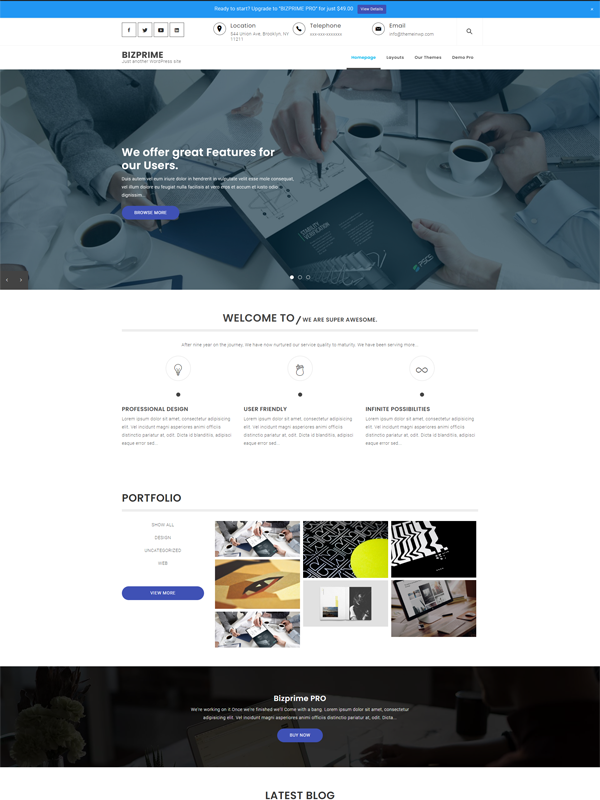 Ready to start? Upgrade to "BIZPRIME PRO" for just $49.00 View Details
Location
544 Union Ave, Brooklyn, NY 11211
Telephone
xxx-xxx-xxxxxxx
Email
info@themeinwp.com
BIZPRIME
Just another WordPress site
Homepage Layouts Our Themes Demo Pro
We offer great Features for
our Users.
Duis autem vel eum iriure dolor in hendrerit in vulputate velit esse mole consequat,
vel illum dolore eu feugiat nulla facilisis at vero eros et accum et iusto odio
dignissim...
BROWSE MORE
STABILITY
VERIFICATION
WELCOME TO / WE ARE SUPER AWESOME.
After nine year on the journey, We have now nurtured our service quality to maturity. We have been serving more...
PROFESSIONAL DESIGN
Lorem ipsum dolor sit amet, consectetur adipisicing
elit. Vel incidunt magni asperiores animi officiis
distinctio pariatur at, odit. Dicta id blanditiis, adipisci
eaque error sed...
USER FRIENDLY
Lorem ipsum dolor sit amet, consectetur adipisicing
elit. Vel incidunt magni asperiores animi officiis
distinctio pariatur at, odit. Dicta id blanditiis, adipisci
eaque error sed...
INFINITE POSSIBILITIES
Lorem ipsum dolor sit amet, consectetur adipisicing
elit. Vel incidunt magni asperiores animi officiis
distinctio pariatur at, odit. Dicta id blanditiis, adipisci
eaque error sed...
PORTFOLIO
SHOW ALL
DESIGN
UNCATEGORIZED
WEB
VIEW MORE
Bizprime PRO
We're working on it.Once we're finished we'll Come with a bang. Lorem ipsum dolor sit amet, consectetur
adipisicing elit. Vel incidunt magni asperiores animi officiis distinctio pariatur at, odit. Dicta...
BUY NOW
LATEST BLOG